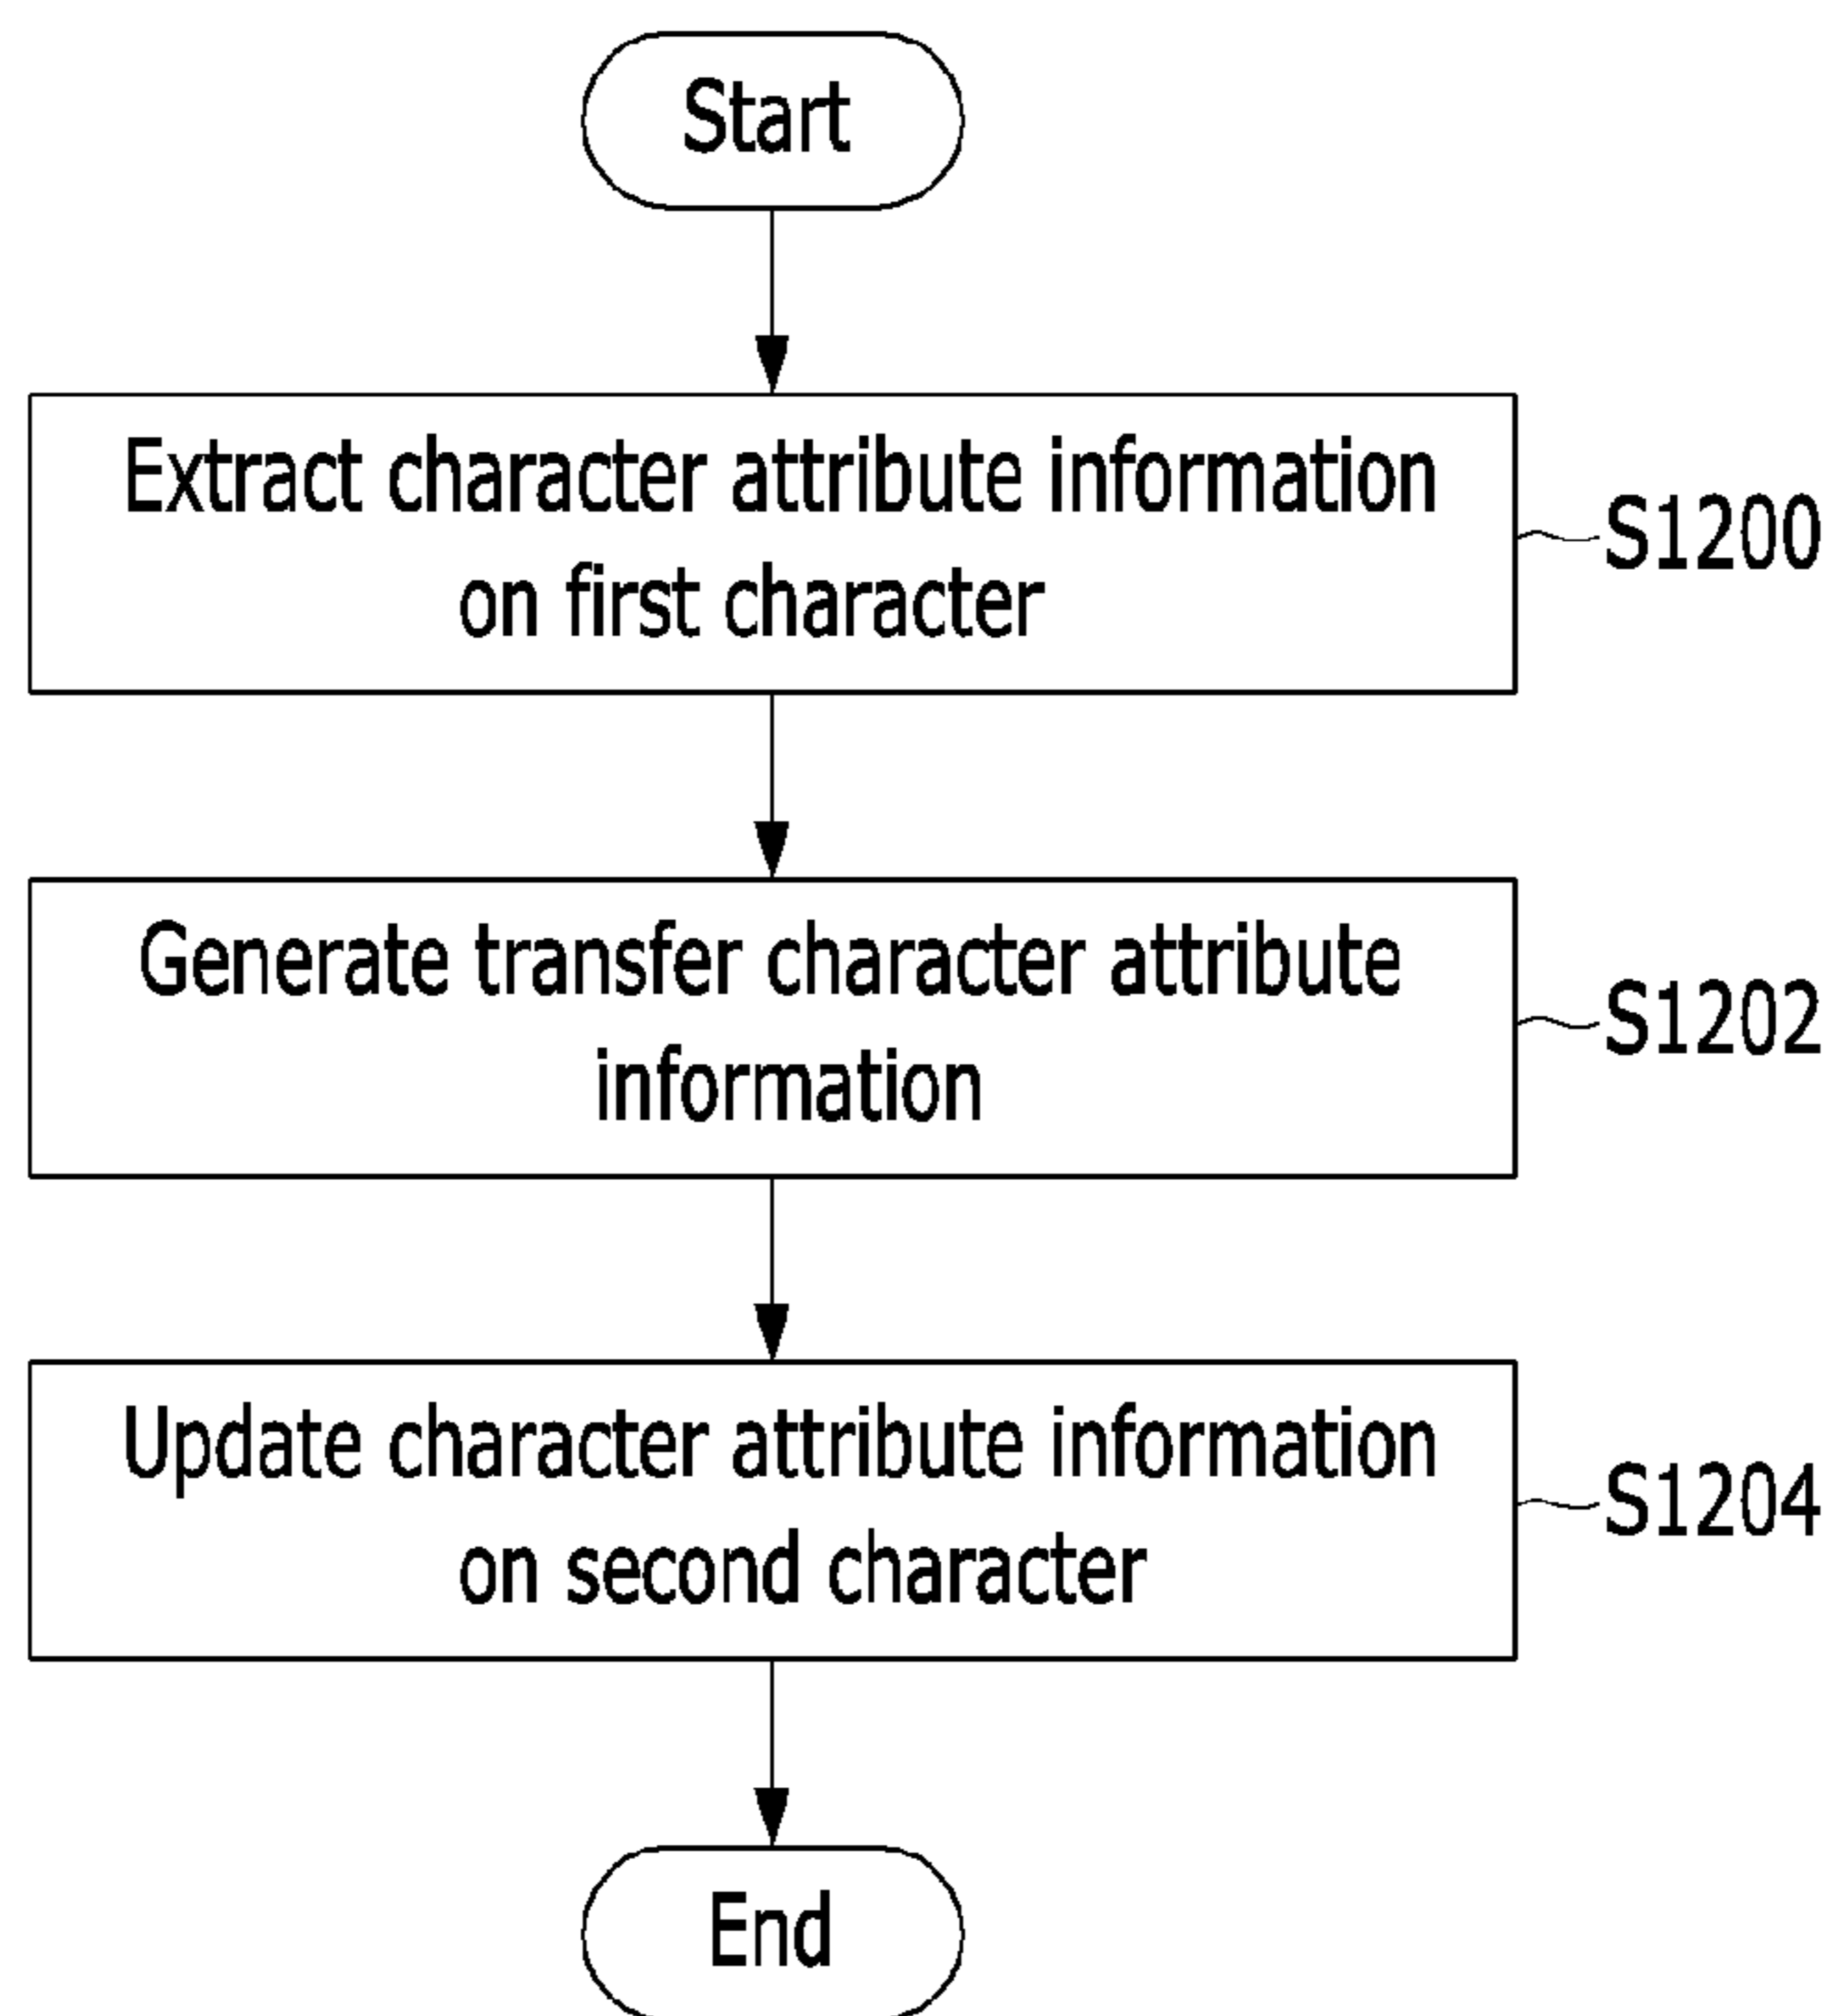 Start
Extract character attribute information
on first character
S1200
Generate transfer character attribute
information
S1202
Update character attribute information
on second character
S1204
End